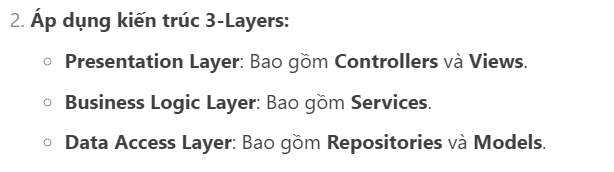 2. Áp dụng kiến trúc 3-Layers:
○ Presentation Layer: Bao gồm Controllers và Views.
○ Business Logic Layer: Bao gồm Services.
○ Data Access Layer: Bao gồm Repositories và Models.